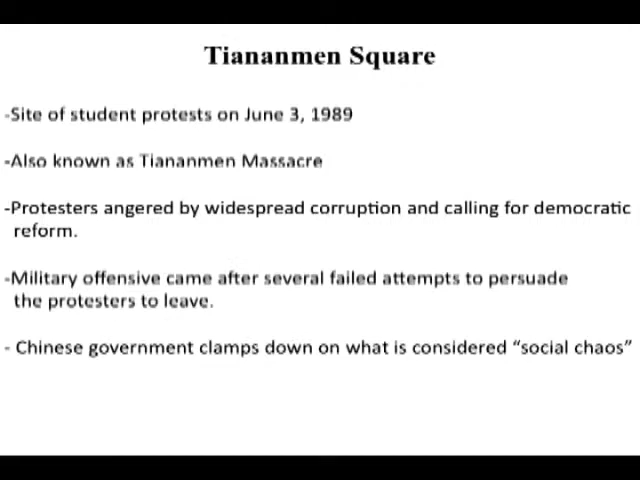 Tiananmen Square
-Site of student protests on June 3, 1989
-Also known as Tiananmen Massacre
-Protesters angered by widespread corruption and calling for democratic
reform.
-Military offensive came after several failed attempts to persuade
the protesters to leave.
- Chinese government clamps down on what is considered “social chaos”